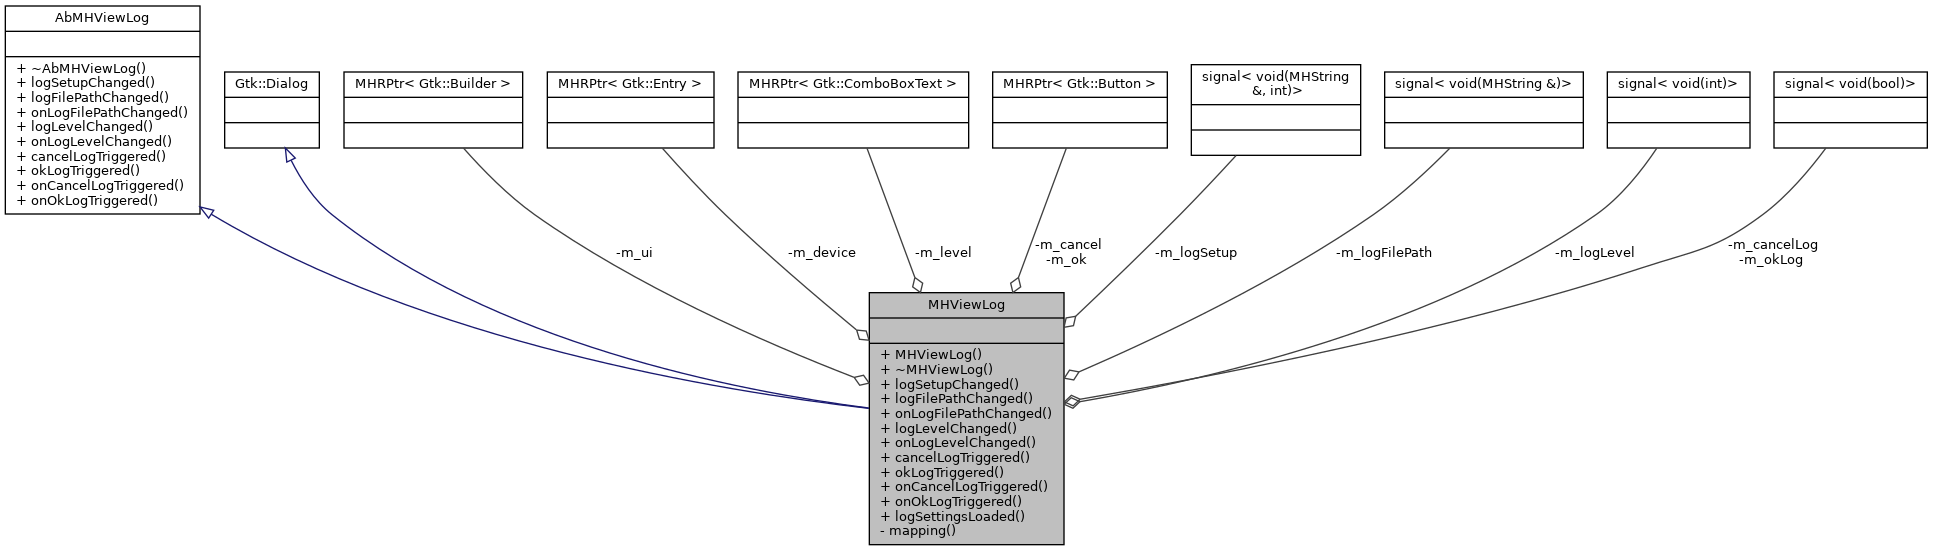 AbMHViewLog
+ ~AbMHViewLog()
+ logSetupChanged()
+ logFilePathChanged()
+ onLogFilePathChanged()
+ logLevelChanged()
+ onLogLevelChanged()
+ cancelLogTriggered()
+ okLogTriggered()
+ onCancelLogTriggered()
+ onOkLogTriggered()
Gtk::Dialog
MHRPtr< Gtk::Builder >
MHRPtr< Gtk::Entry >
MHRPtr< Gtk::ComboBoxText >
MHRPtr< Gtk::Button >
signal< void(MHString
&, int)>
signal< void(MHString &)>
signal< void(int)>
signal< void(bool)>
-m_ui
-m_device
-m_level
-m_cancel
-m_ok
-m_logSetup
-m_logFilePath
-m_logLevel
-m_cancelLog
-m_okLog
MHViewLog
+ MHViewLog()
+ ~MHViewLog()
+ logSetupChanged()
+ logFilePathChanged()
+ onLogFilePathChanged()
+ logLevelChanged()
+ onLogLevelChanged()
+ cancelLogTriggered()
+ okLogTriggered()
+ onCancelLogTriggered()
+ onOkLogTriggered()
+ logSettingsLoaded()
- mapping()